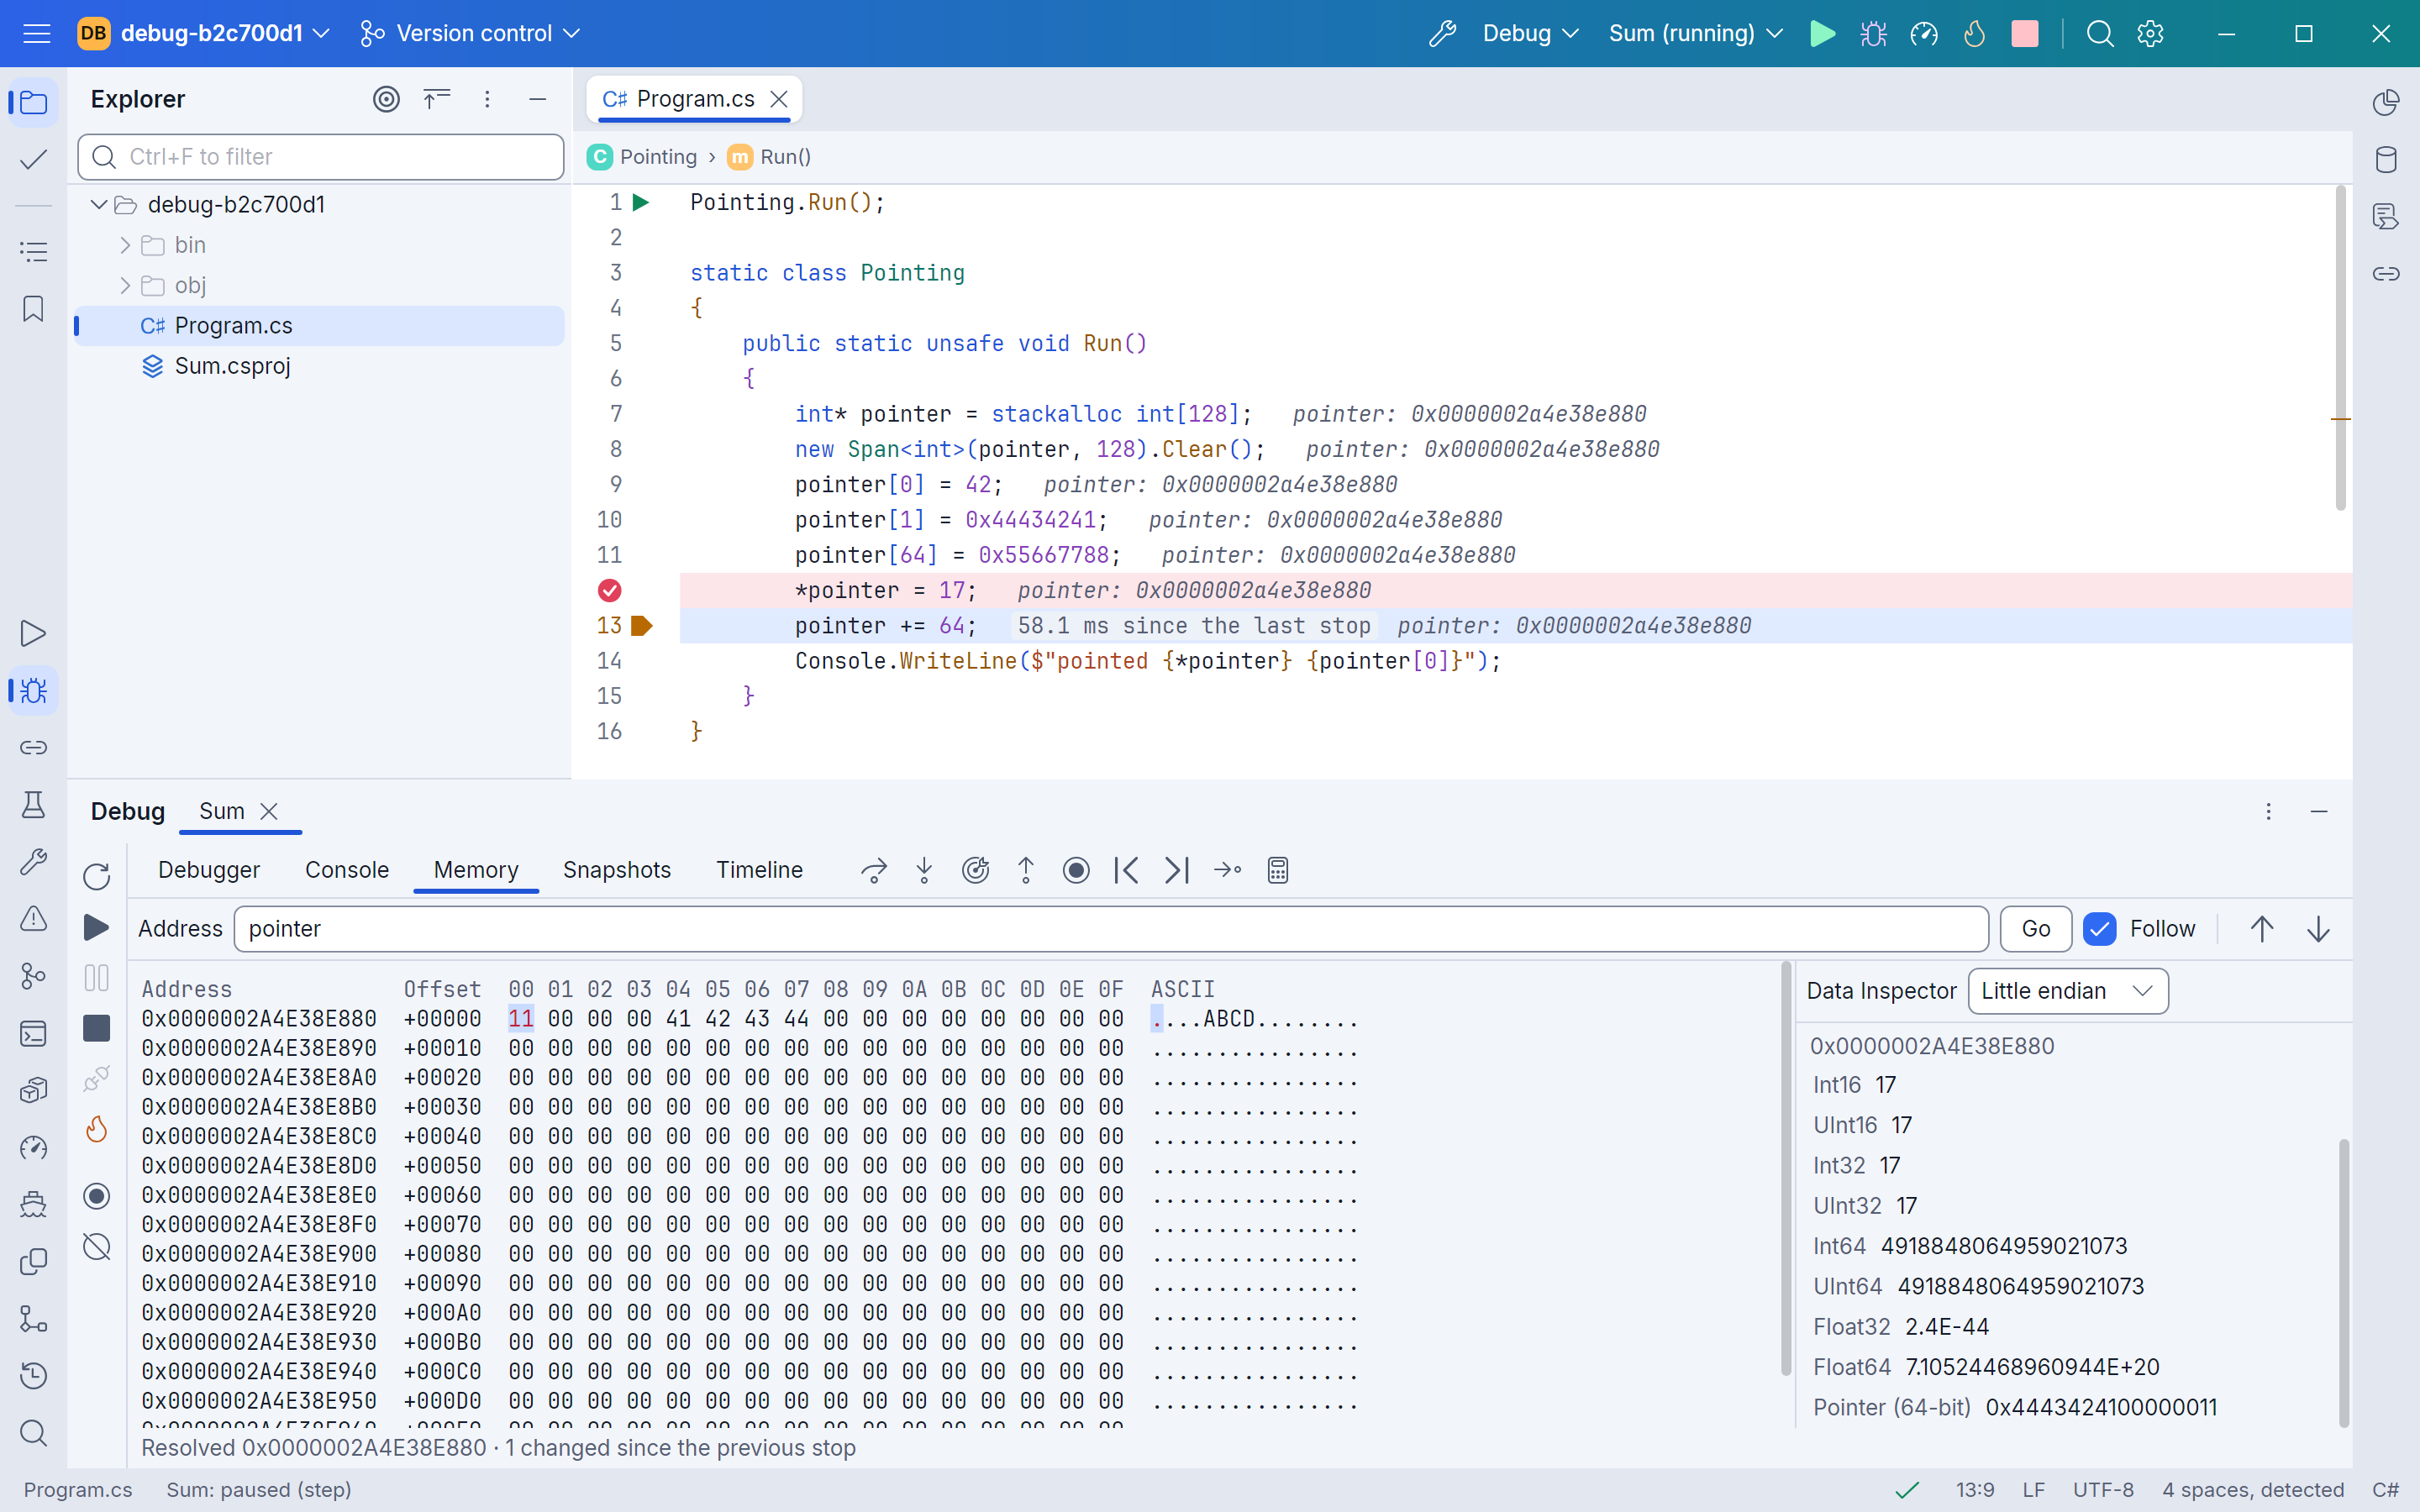 DB debug-b2c700d1 Version control Debug Sum (running)
Explorer
Ctrl+F to filter
debug-b2c700d1
bin
obj
C# Program.cs
Sum.csproj
C# Program.cs
C Pointing › m Run()
1 Pointing.Run();
2
3 static class Pointing
4 {
5 public static unsafe void Run()
6 {
7 int* pointer = stackalloc int[128]; pointer: 0x0000002a4e38e880
8 new Span<int>(pointer, 128).Clear(); pointer: 0x0000002a4e38e880
9 pointer[0] = 42; pointer: 0x0000002a4e38e880
10 pointer[1] = 0x44434241; pointer: 0x0000002a4e38e880
11 pointer[64] = 0x55667788; pointer: 0x0000002a4e38e880
*pointer = 17; pointer: 0x0000002a4e38e880
13 pointer += 64; 58.1 ms since the last stop pointer: 0x0000002a4e38e880
14 Console.WriteLine($"pointed {*pointer} {pointer[0]}");
15 }
16 }
Debug Sum
Debugger Console Memory Snapshots Timeline
Address pointer Go Follow
Address Offset 00 01 02 03 04 05 06 07 08 09 0A 0B 0C 0D 0E 0F ASCII
0x0000002A4E38E880 +00000 11 00 00 00 41 42 43 44 00 00 00 00 00 00 00 00 ....ABCD........
0x0000002A4E38E890 +00010 00 00 00 00 00 00 00 00 00 00 00 00 00 00 00 00 ................
0x0000002A4E38E8A0 +00020 00 00 00 00 00 00 00 00 00 00 00 00 00 00 00 00 ................
0x0000002A4E38E8B0 +00030 00 00 00 00 00 00 00 00 00 00 00 00 00 00 00 00 ................
0x0000002A4E38E8C0 +00040 00 00 00 00 00 00 00 00 00 00 00 00 00 00 00 00 ................
0x0000002A4E38E8D0 +00050 00 00 00 00 00 00 00 00 00 00 00 00 00 00 00 00 ................
0x0000002A4E38E8E0 +00060 00 00 00 00 00 00 00 00 00 00 00 00 00 00 00 00 ................
0x0000002A4E38E8F0 +00070 00 00 00 00 00 00 00 00 00 00 00 00 00 00 00 00 ................
0x0000002A4E38E900 +00080 00 00 00 00 00 00 00 00 00 00 00 00 00 00 00 00 ................
0x0000002A4E38E910 +00090 00 00 00 00 00 00 00 00 00 00 00 00 00 00 00 00 ................
0x0000002A4E38E920 +000A0 00 00 00 00 00 00 00 00 00 00 00 00 00 00 00 00 ................
0x0000002A4E38E930 +000B0 00 00 00 00 00 00 00 00 00 00 00 00 00 00 00 00 ................
0x0000002A4E38E940 +000C0 00 00 00 00 00 00 00 00 00 00 00 00 00 00 00 00 ................
0x0000002A4E38E950 +000D0 00 00 00 00 00 00 00 00 00 00 00 00 00 00 00 00 ................
Resolved 0x0000002A4E38E880 · 1 changed since the previous stop
Data Inspector Little endian
0x0000002A4E38E880
Int16 17
UInt16 17
Int32 17
UInt32 17
Int64 4918848064959021073
UInt64 4918848064959021073
Float32 2.4E-44
Float64 7.10524468960944E+20
Pointer (64-bit) 0x4443424100000011
Program.cs Sum: paused (step) 13:9 LF UTF-8 4 spaces, detected C#